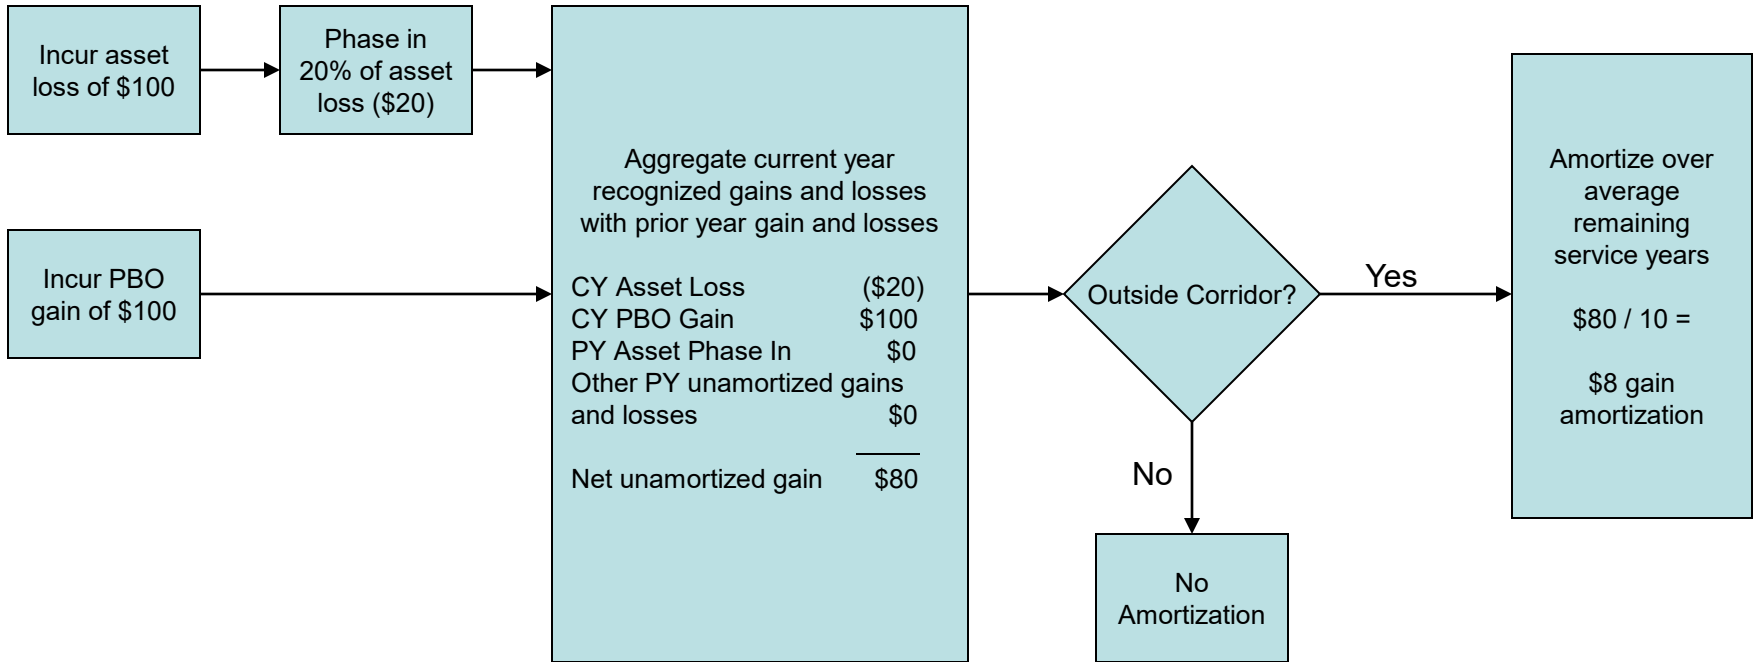 Incur asset
loss of $100
Phase in
20% of asset
loss ($20)
Incur PBO
gain of $100
Aggregate current year
recognized gains and losses
with prior year gain and losses
CY Asset Loss ($20)
CY PBO Gain $100
PY Asset Phase In $0
Other PY unamortized gains
and losses $0
Net unamortized gain $80
Outside Corridor?
Yes
No
No
Amortization
Amortize over
average
remaining
service years
$80 / 10 =
$8 gain
amortization